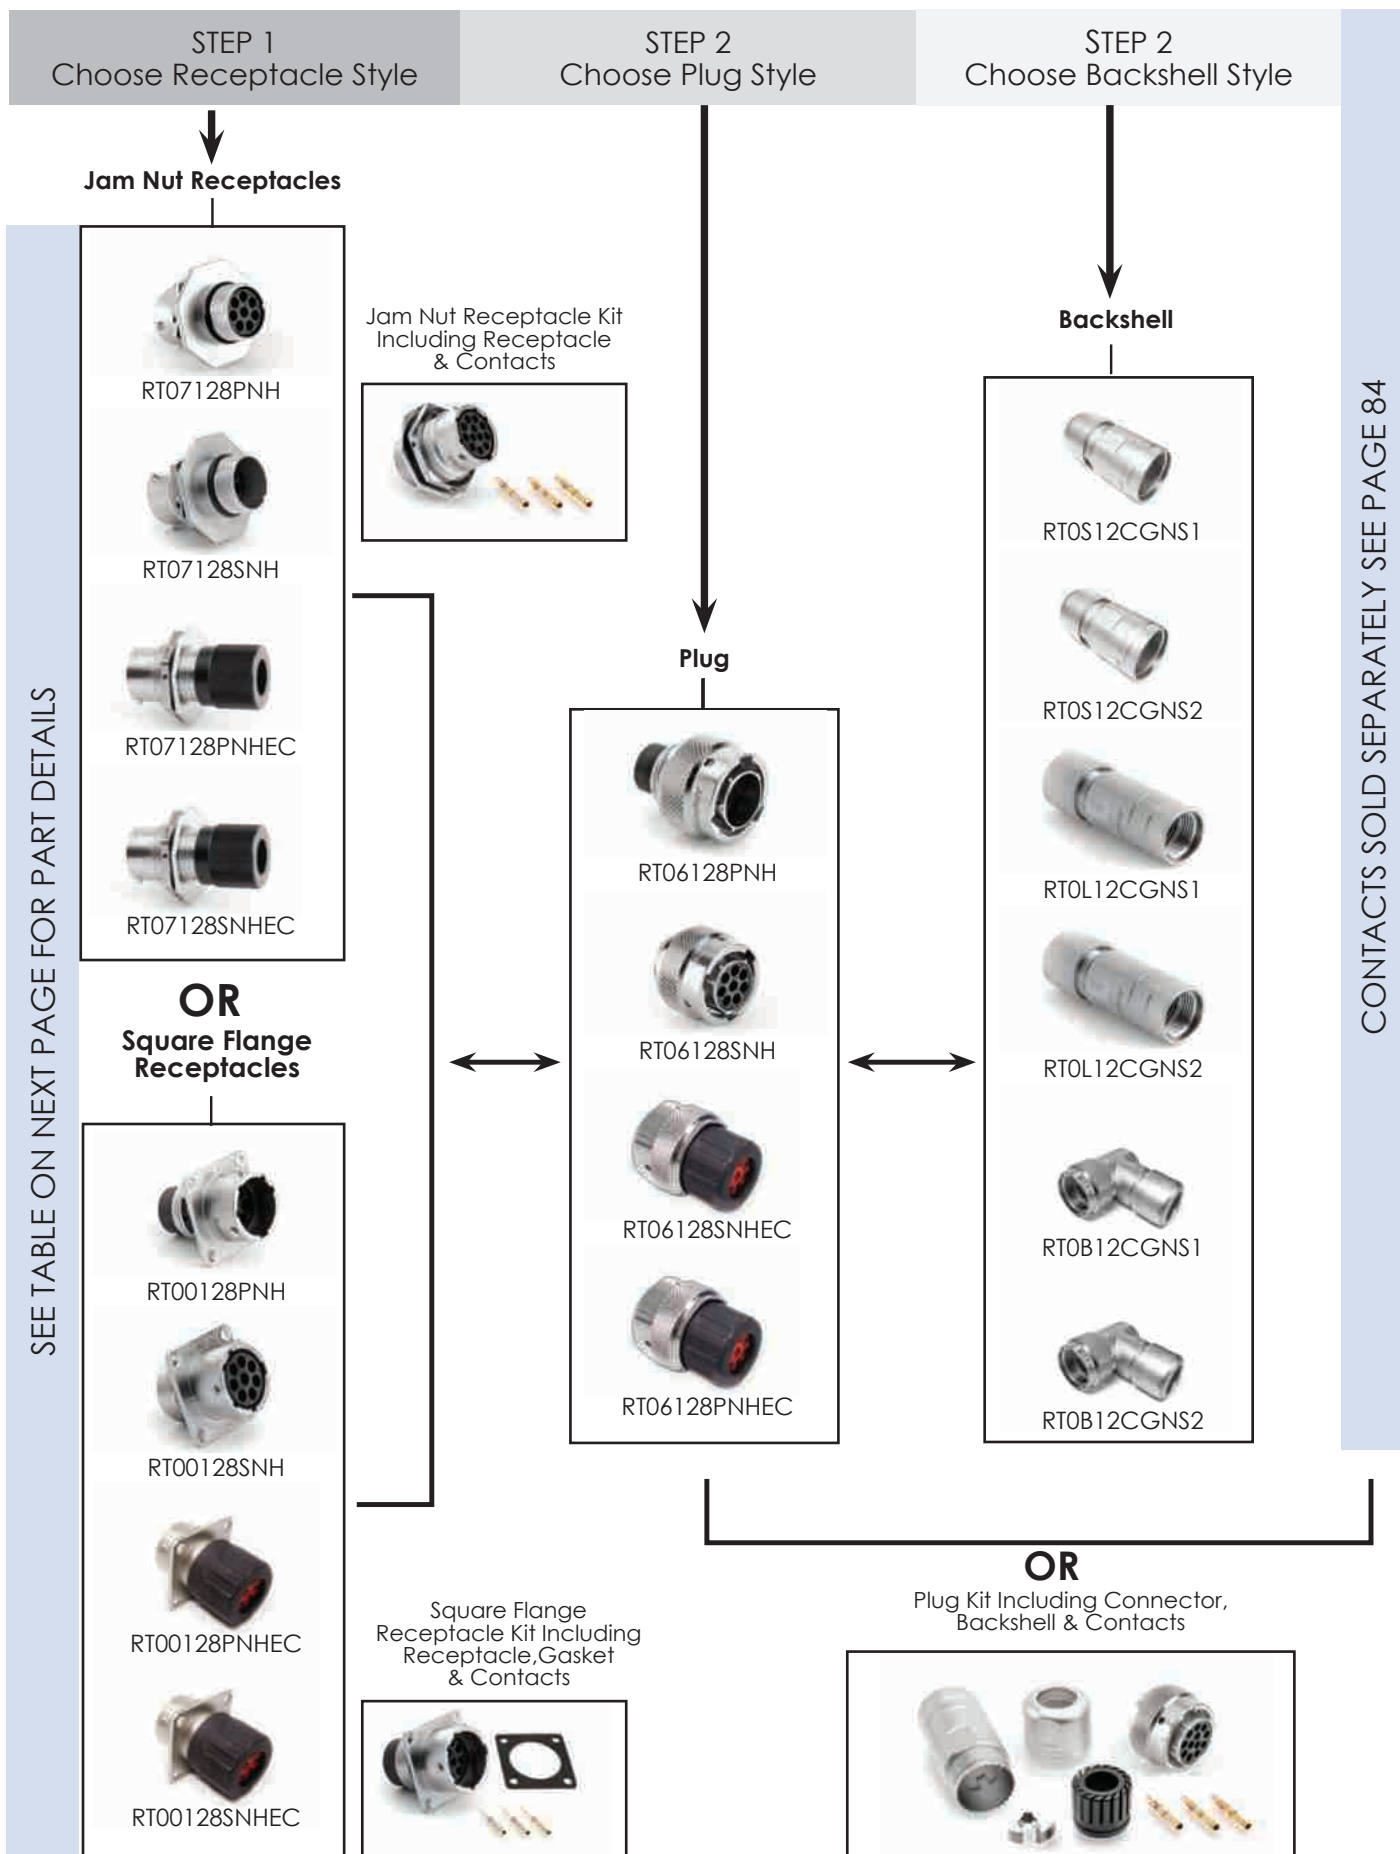 STEP 1
Choose Receptacle Style
STEP 2
Choose Plug Style
STEP 2
Choose Backshell Style
Jam Nut Receptacles
RT07128PNH
RT07128SNH
RT07128PNHEC
RT07128SNHEC
Jam Nut Receptacle Kit
Including Receptacle
& Contacts
OR
Square Flange
Receptacles
RT00128PNH
RT00128SNH
RT00128PNHEC
RT00128SNHEC
Square Flange
Receptacle Kit Including
Receptacle,Gasket
& Contacts
Plug
RT06128PNH
RT06128SNH
RT06128SNHEC
RT06128PNHEC
Backshell
RT0S12CGNS1
RT0S12CGNS2
RT0L12CGNS1
RT0L12CGNS2
RT0B12CGNS1
RT0B12CGNS2
OR
Plug Kit Including Connector,
Backshell & Contacts
SEE TABLE ON NEXT PAGE FOR PART DETAILS
CONTACTS SOLD SEPARATELY SEE PAGE 84